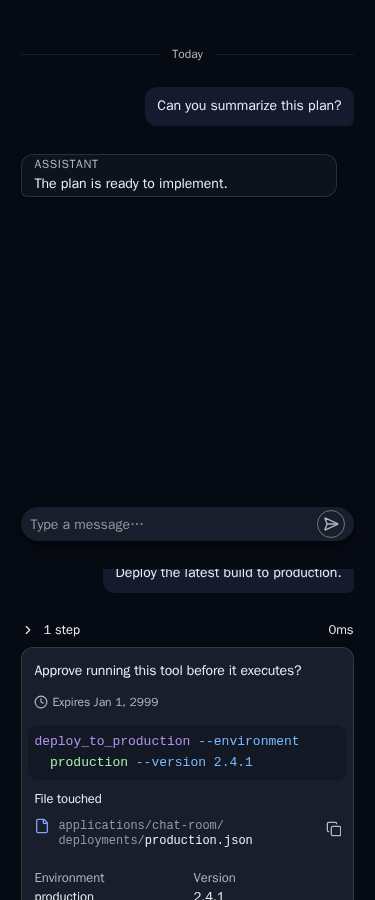 Today
Can you summarize this plan?
ASSISTANT
The plan is ready to implement.
Type a message···
Deploy the latest build to production.
1 step
0ms
Approve running this tool before it executes?
Expires Jan 1, 2999
deploy_to_production --environment
production --version 2.4.1
File touched
applications/chat-room/
deployments/production.json
Environment
Version
production
2.4.1